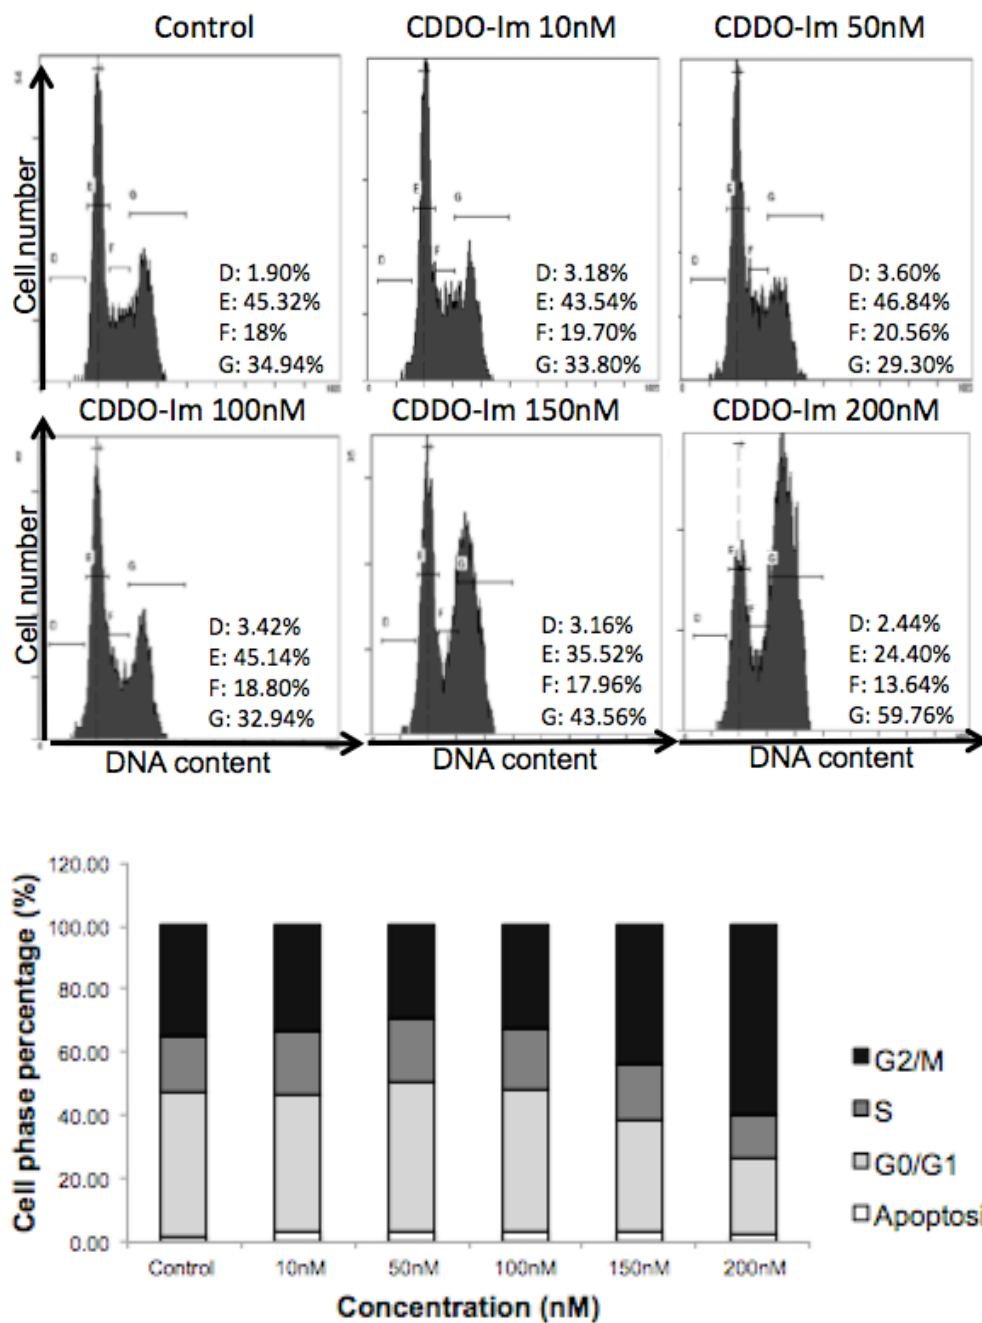 Control
CDDO-Im 10nM
CDDO-Im 50nM
Cell number
E
G
D
F
D: 1.90%
E: 45.32%
F: 18%
G: 34.94%
E
G
D
F
D: 3.18%
E: 43.54%
F: 19.70%
G: 33.80%
0
E
G
D
F
D: 3.60%
E: 46.84%
F: 20.56%
G: 29.30%
CDDO-Im 100nM
CDDO-Im 150nM
CDDO-Im 200nM
Cell number
G
D
F
D: 3.42%
E: 45.14%
F: 18.80%
G: 32.94%
G
D
F
D: 3.16%
E: 35.52%
F: 17.96%
G: 43.56%
G
D
F
D: 2.44%
E: 24.40%
F: 13.64%
G: 59.76%
DNA content
DNA content
DNA content
Cell phase percentage (%)
120.00
100.00
80.00
60.00
40.00
20.00
0.00
Control
10nM
50nM
100nM
150nM
200nM
Concentration (nM)
G2/M
S
G0/G1
Apoptosi